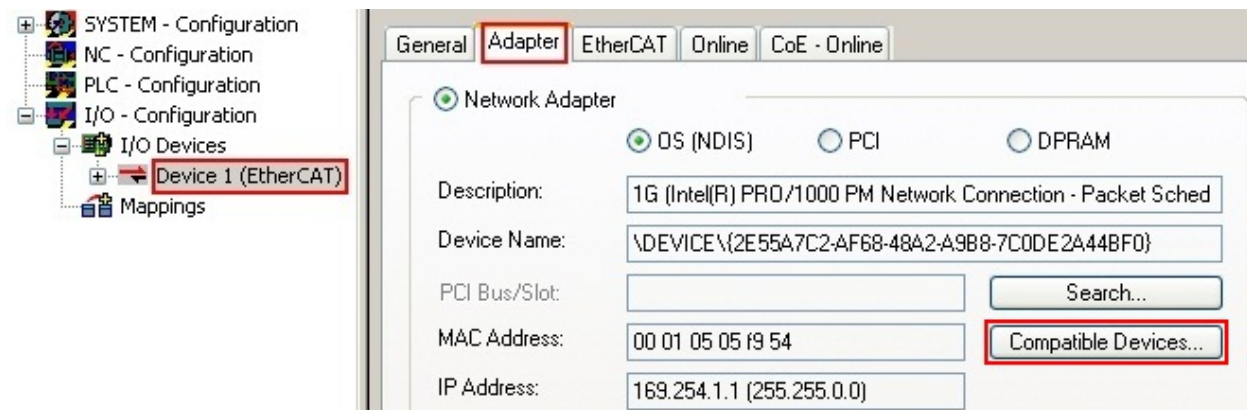 SYSTEM - Configuration
NC - Configuration
PLC - Configuration
I/O - Configuration
I/O Devices
Device 1 (EtherCAT)
Mappings
General Adapter EtherCAT Online CoE - Online
Network Adapter
OS (NDIS) PCI DPRAM
Description: 1G (Intel(R) PRO/1000 PM Network Connection - Packet Sched
Device Name: \DEVICE\{2E55A7C2-AF68-48A2-A9B8-7C0DE2A44BF0}
PCI Bus/Slot: Search...
MAC Address: 00 01 05 05 f9 54 Compatible Devices...
IP Address: 169.254.1.1 (255.255.0.0)